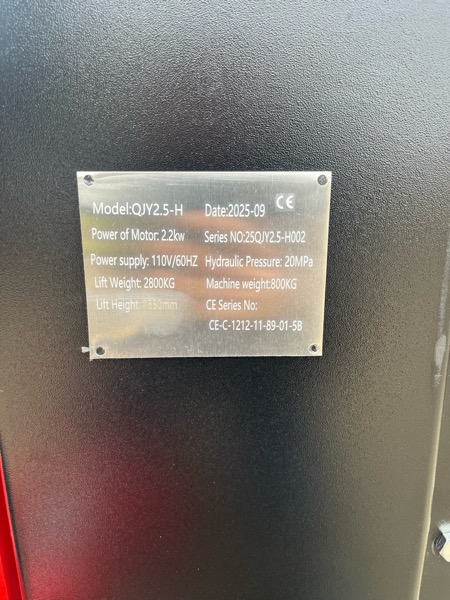 Model:QJY2.5-H Date:2025-09 CE
Power of Motor: 2.2kw Series NO:25QJY2.5-H002
Power supply: 110V/60HZ Hydraulic Pressure: 20MPa
Lift Weight: 2800KG Machine weight:800KG
Lift Height: CE Series No:
CE-C-1212-11-89-01-5B